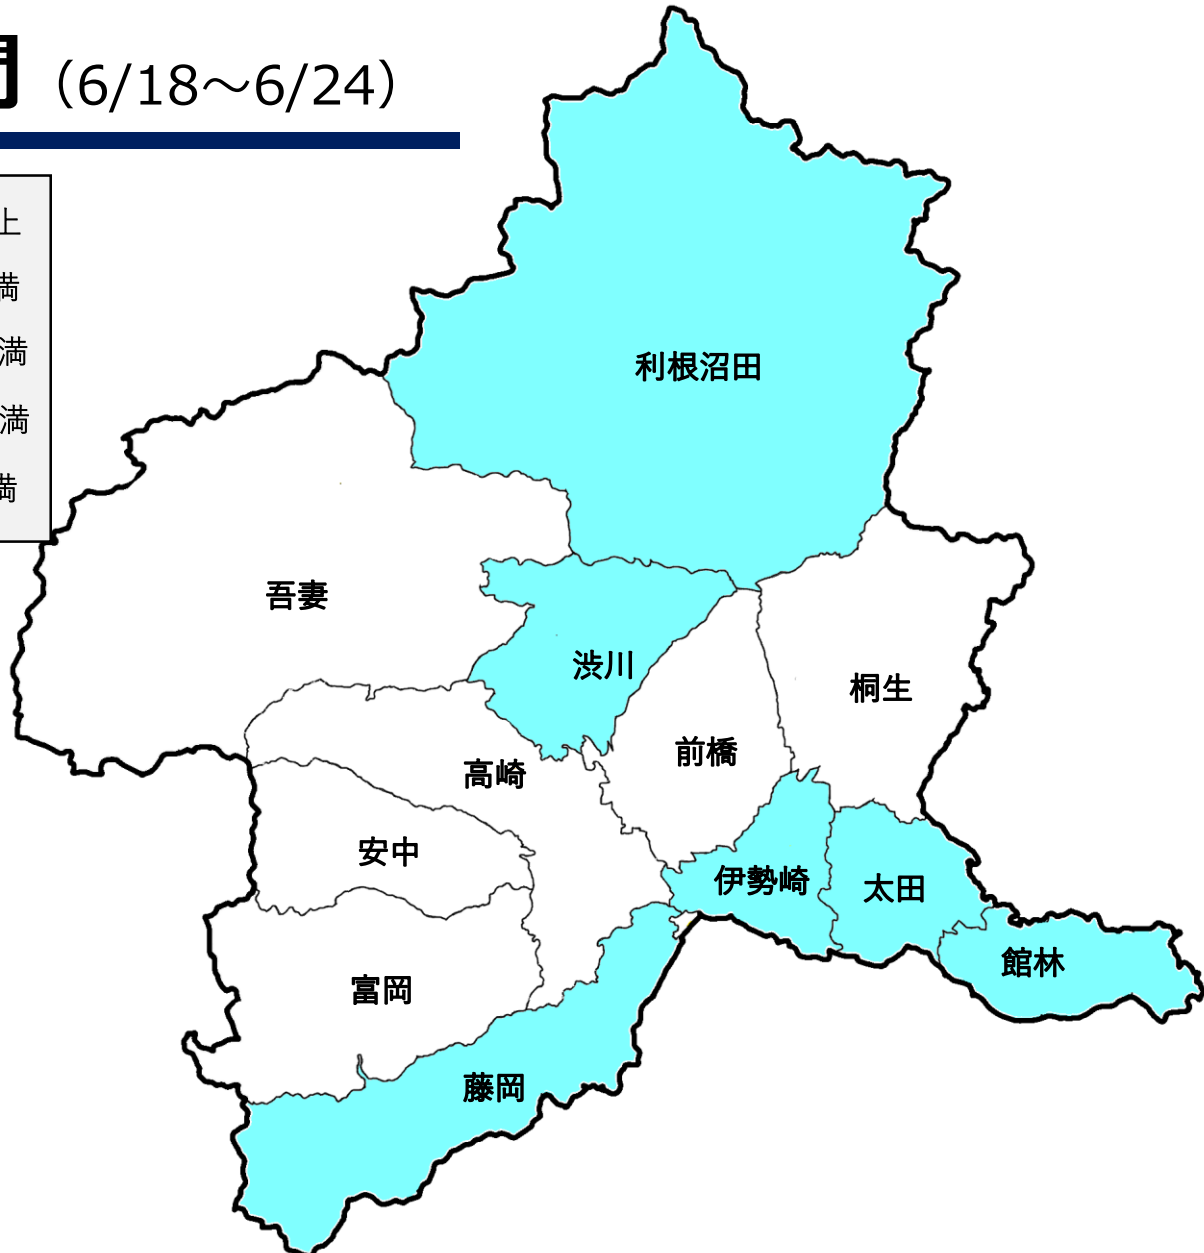 間（6/18～6/24）
上
満
満
満
満
利根沼田
吾妻
渋川
桐生
前橋
高崎
安中
伊勢崎
太田
館林
富岡
藤岡